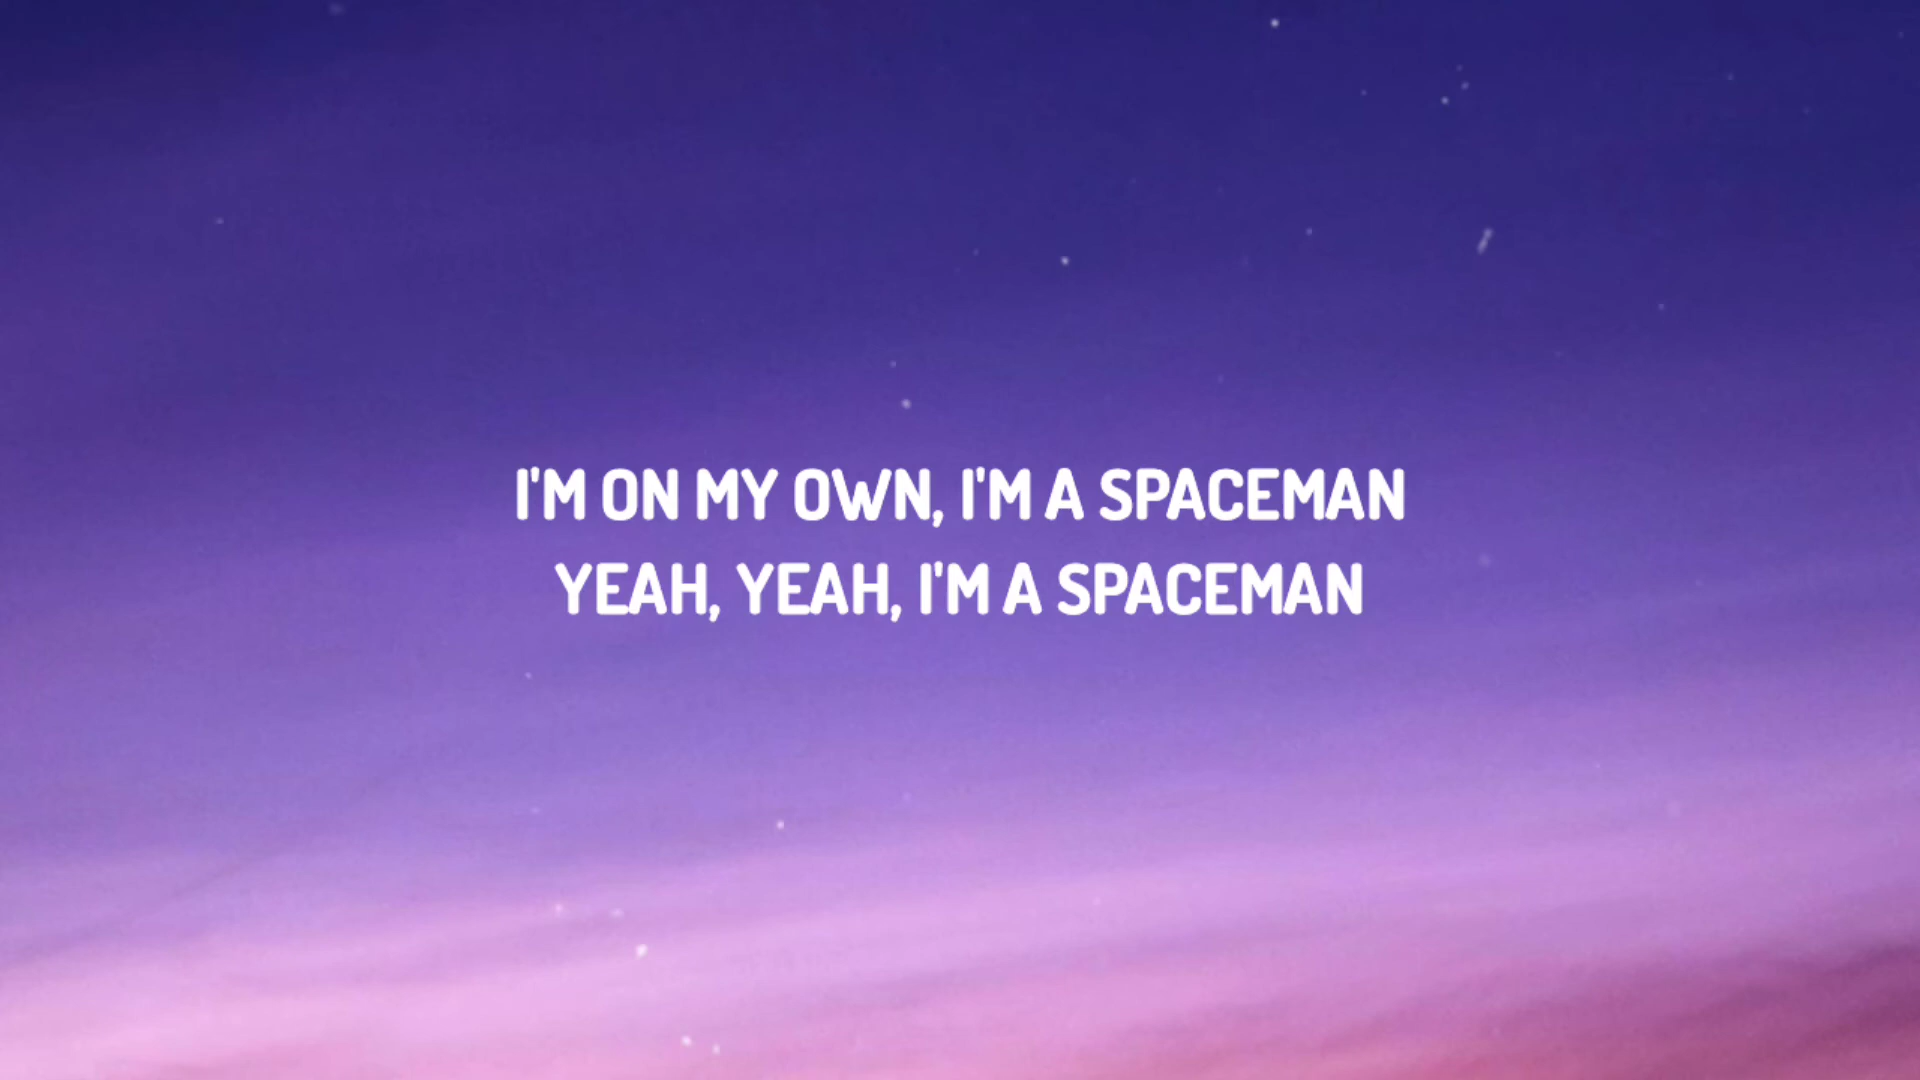 I'M ON MY OWN, I'M A SPACEMAN
YEAH, YEAH, I'M A SPACEMAN